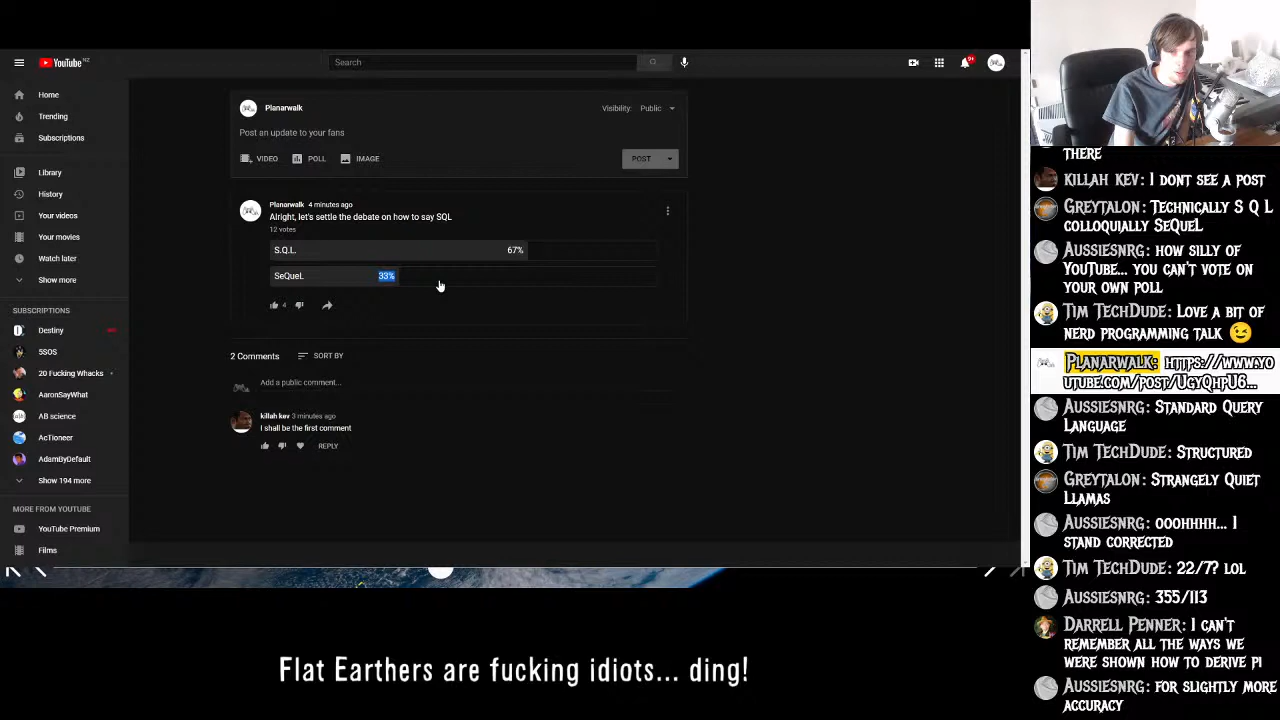 YouTube NZ
Search
9+
Home
Trending
Subscriptions
Library
History
Your videos
Your movies
Watch later
Show more
SUBSCRIPTIONS
Destiny
5SOS
20 Fucking Whacks
AaronSayWhat
AB science
AcTioneer
AdamByDefault
Show 194 more
MORE FROM YOUTUBE
YouTube Premium
Films
Planarwalk
Visibility: Public
Post an update to your fans
VIDEO POLL IMAGE
POST
Planarwalk 4 minutes ago
Alright, let's settle the debate on how to say SQL
12 votes
S.Q.L. 67%
SeQueL 33%
4
2 Comments SORT BY
Add a public comment...
killah kev 3 minutes ago
I shall be the first comment
REPLY
Flat Earthers are fucking idiots... ding!
THERE
KILLAH KEV: I DONT SEE A POST
GREYTALON: TECHNICALLY S Q L
COLLOQUIALLY SEQUEL
AUSSIESNRG: HOW SILLY OF
YOUTUBE... YOU CAN'T VOTE ON
YOUR OWN POLL
TIM TECHDUDE: LOVE A BIT OF
NERD PROGRAMMING TALK 😉
PLANARWALK: HTTPS://WWW.YO
UTUBE.COM/POST/UGYQHPU6...
AUSSIESNRG: STANDARD QUERY
LANGUAGE
TIM TECHDUDE: STRUCTURED
GREYTALON: STRANGELY QUIET
LLAMAS
AUSSIESNRG: OOOHHHH... I
STAND CORRECTED
TIM TECHDUDE: 22/7? LOL
AUSSIESNRG: 355/113
DARRELL PENNER: I CAN'T
REMEMBER ALL THE WAYS WE
WERE SHOWN HOW TO DERIVE PI
AUSSIESNRG: FOR SLIGHTLY MORE
ACCURACY